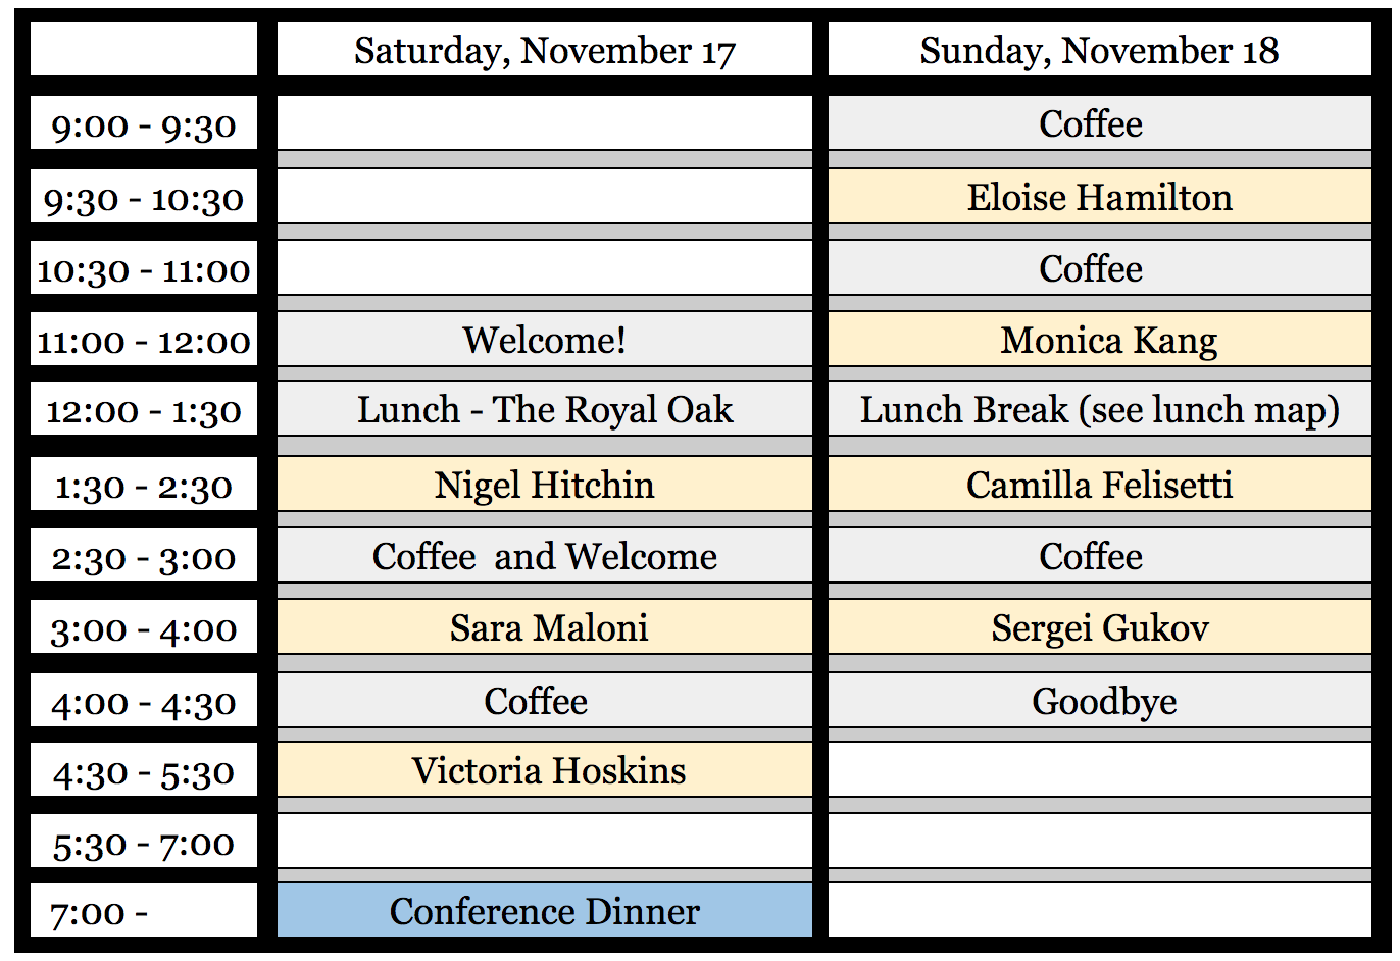 Saturday, November 17 Sunday, November 18
9:00 - 9:30 Coffee
9:30 - 10:30 Eloise Hamilton
10:30 - 11:00 Coffee
11:00 - 12:00 Welcome! Monica Kang
12:00 - 1:30 Lunch - The Royal Oak Lunch Break (see lunch map)
1:30 - 2:30 Nigel Hitchin Camilla Felisetti
2:30 - 3:00 Coffee and Welcome Coffee
3:00 - 4:00 Sara Maloni Sergei Gukov
4:00 - 4:30 Coffee Goodbye
4:30 - 5:30 Victoria Hoskins
5:30 - 7:00
7:00 - Conference Dinner